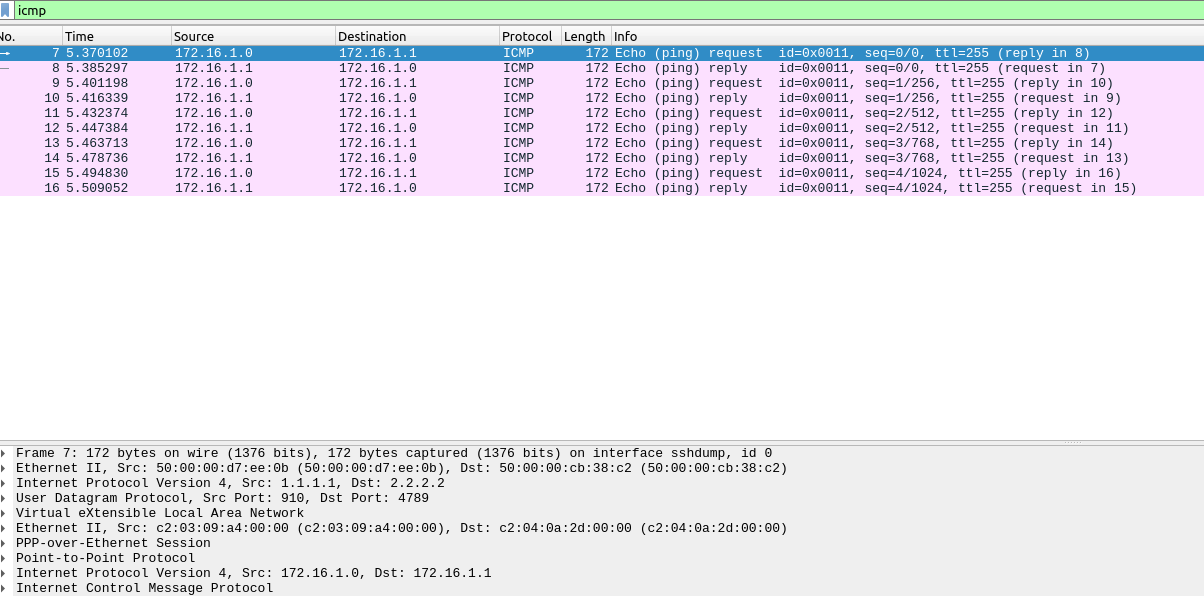 icmp
No. Time Source Destination Protocol Length Info
7 5.370102 172.16.1.0 172.16.1.1 ICMP 172 Echo (ping) request id=0x0011, seq=0/0, ttl=255 (reply in 8)
8 5.385297 172.16.1.1 172.16.1.0 ICMP 172 Echo (ping) reply id=0x0011, seq=0/0, ttl=255 (request in 7)
9 5.401198 172.16.1.0 172.16.1.1 ICMP 172 Echo (ping) request id=0x0011, seq=1/256, ttl=255 (reply in 10)
10 5.416339 172.16.1.1 172.16.1.0 ICMP 172 Echo (ping) reply id=0x0011, seq=1/256, ttl=255 (request in 9)
11 5.432374 172.16.1.0 172.16.1.1 ICMP 172 Echo (ping) request id=0x0011, seq=2/512, ttl=255 (reply in 12)
12 5.447384 172.16.1.1 172.16.1.0 ICMP 172 Echo (ping) reply id=0x0011, seq=2/512, ttl=255 (request in 11)
13 5.463713 172.16.1.0 172.16.1.1 ICMP 172 Echo (ping) request id=0x0011, seq=3/768, ttl=255 (reply in 14)
14 5.478736 172.16.1.1 172.16.1.0 ICMP 172 Echo (ping) reply id=0x0011, seq=3/768, ttl=255 (request in 13)
15 5.494830 172.16.1.0 172.16.1.1 ICMP 172 Echo (ping) request id=0x0011, seq=4/1024, ttl=255 (reply in 16)
16 5.509052 172.16.1.1 172.16.1.0 ICMP 172 Echo (ping) reply id=0x0011, seq=4/1024, ttl=255 (request in 15)
Frame 7: 172 bytes on wire (1376 bits), 172 bytes captured (1376 bits) on interface sshdump, id 0
Ethernet II, Src: 50:00:00:d7:ee:0b (50:00:00:d7:ee:0b), Dst: 50:00:00:cb:38:c2 (50:00:00:cb:38:c2)
Internet Protocol Version 4, Src: 1.1.1.1, Dst: 2.2.2.2
User Datagram Protocol, Src Port: 910, Dst Port: 4789
Virtual eXtensible Local Area Network
Ethernet II, Src: c2:03:09:a4:00:00 (c2:03:09:a4:00:00), Dst: c2:04:0a:2d:00:00 (c2:04:0a:2d:00:00)
PPP-over-Ethernet Session
Point-to-Point Protocol
Internet Protocol Version 4, Src: 172.16.1.0, Dst: 172.16.1.1
Internet Control Message Protocol